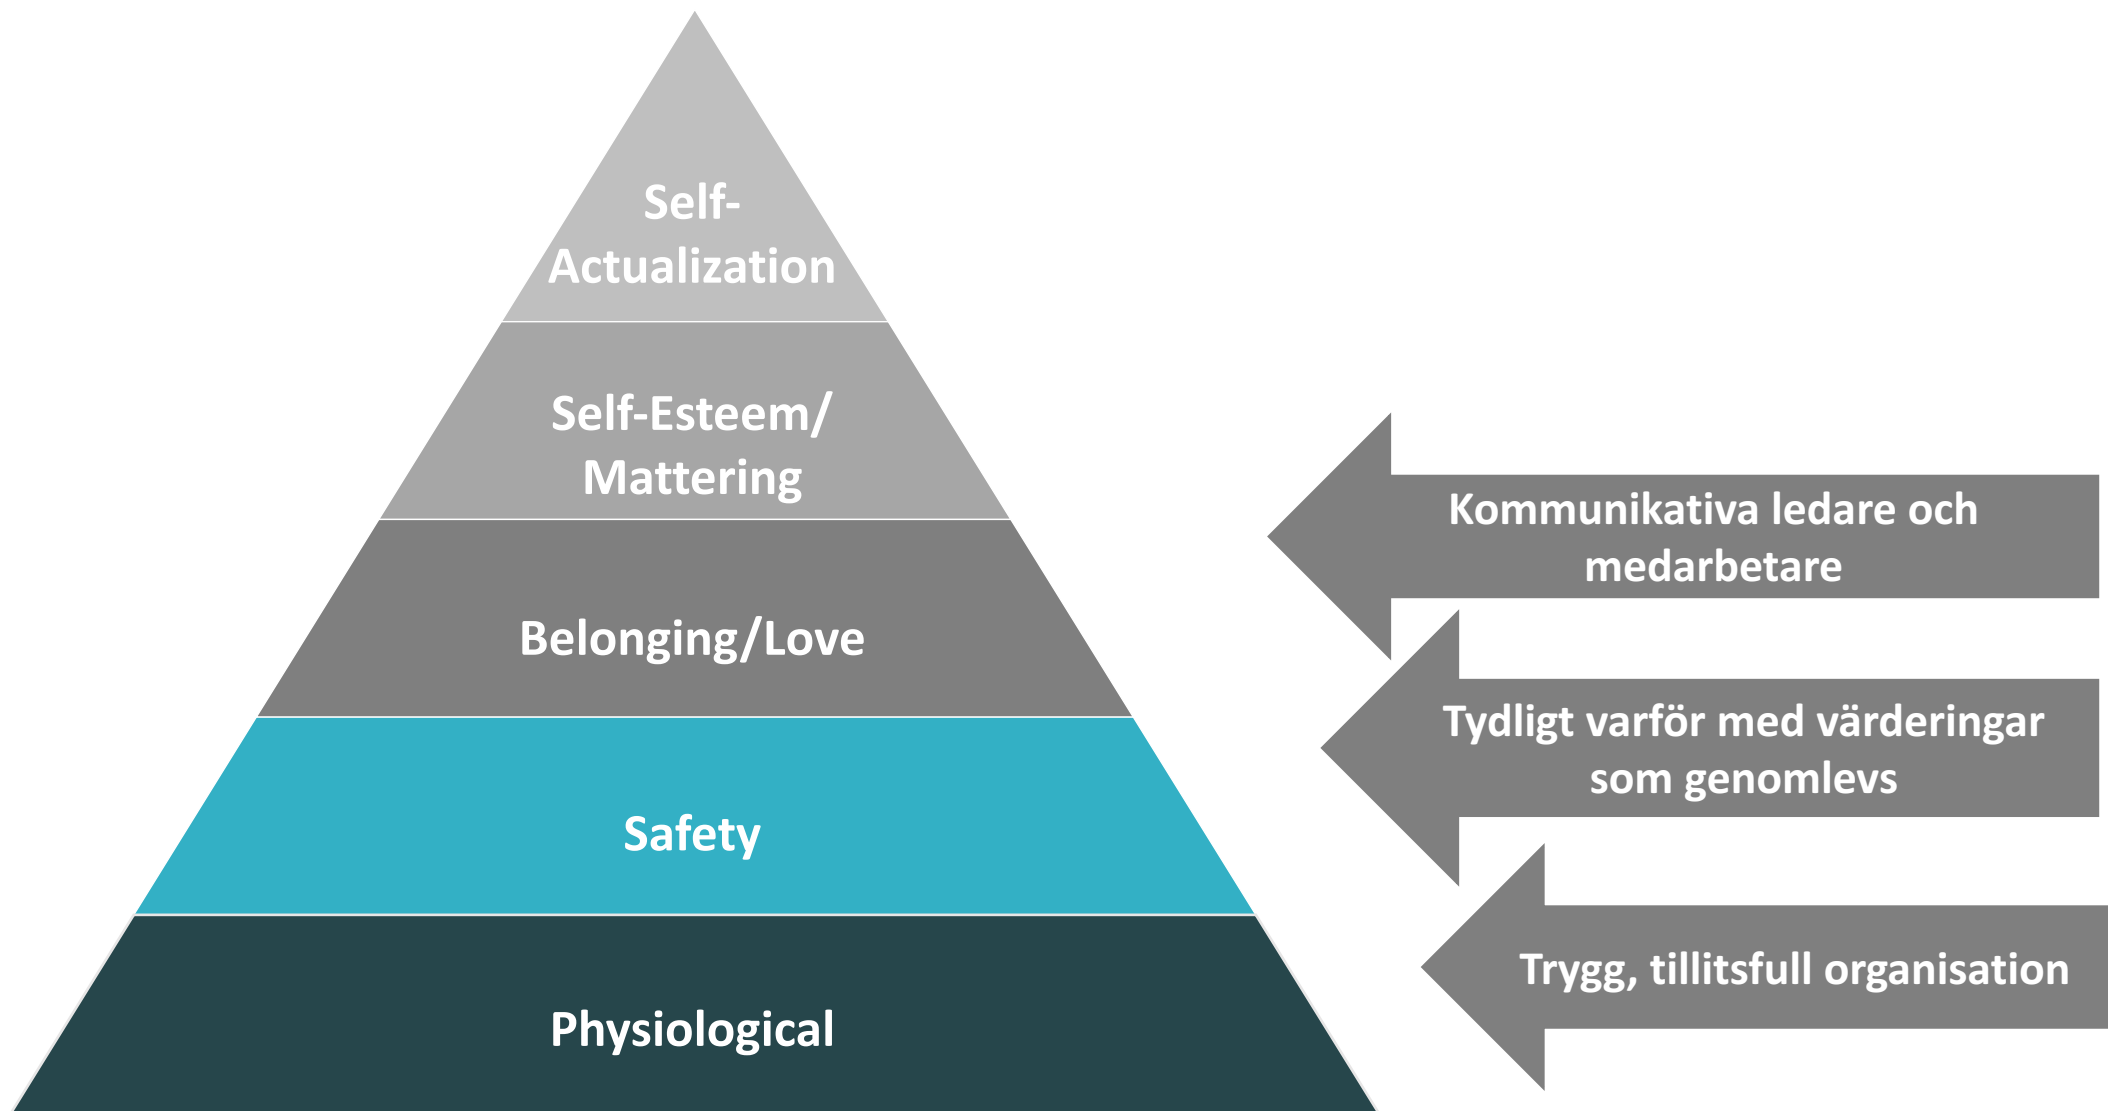 Self-
Actualization
Self-Esteem/
Mattering
Belonging/Love
Safety
Physiological
Kommunikativa ledare och
medarbetare
Tydligt varför med värderingar
som genomlevs
Trygg, tillitsfull organisation